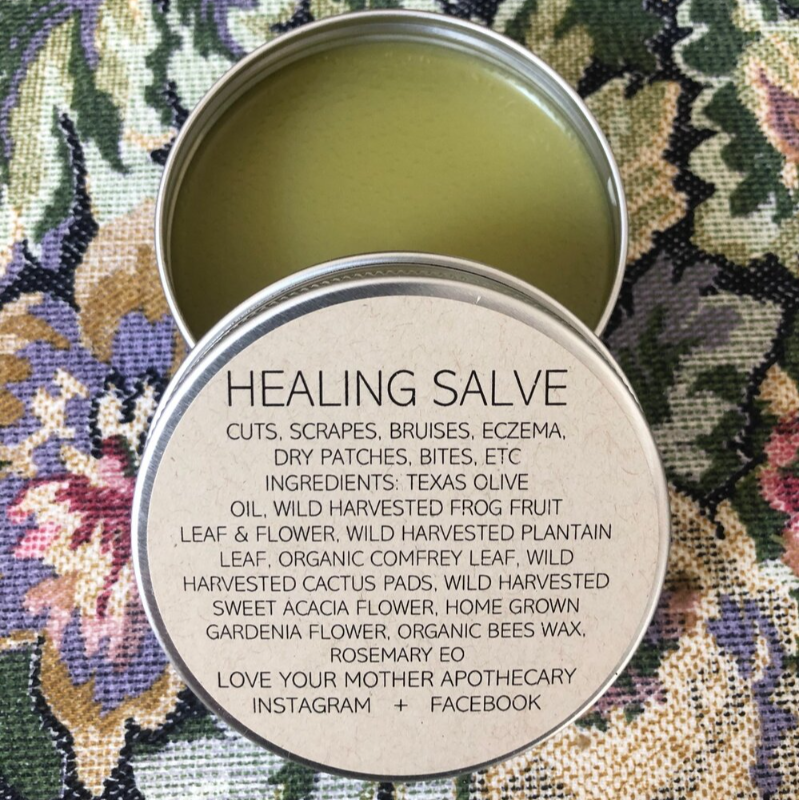 HEALING SALVE
CUTS, SCRAPES, BRUISES, ECZEMA,
DRY PATCHES, BITES, ETC
INGREDIENTS: TEXAS OLIVE
OIL, WILD HARVESTED FROG FRUIT
LEAF & FLOWER, WILD HARVESTED PLANTAIN
LEAF, ORGANIC COMFREY LEAF, WILD
HARVESTED CACTUS PADS, WILD HARVESTED
SWEET ACACIA FLOWER, HOME GROWN
GARDENIA FLOWER, ORGANIC BEES WAX,
ROSEMARY EO
LOVE YOUR MOTHER APOTHECARY
INSTAGRAM + FACEBOOK